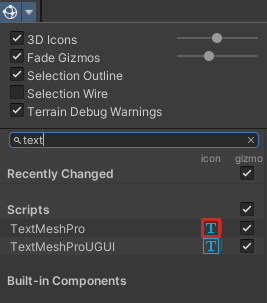 3D Icons
Fade Gizmos
Selection Outline
Selection Wire
Terrain Debug Warnings
text
icon gizmo
Recently Changed
Scripts
TextMeshPro T
TextMeshProUGUI T
Built-in Components